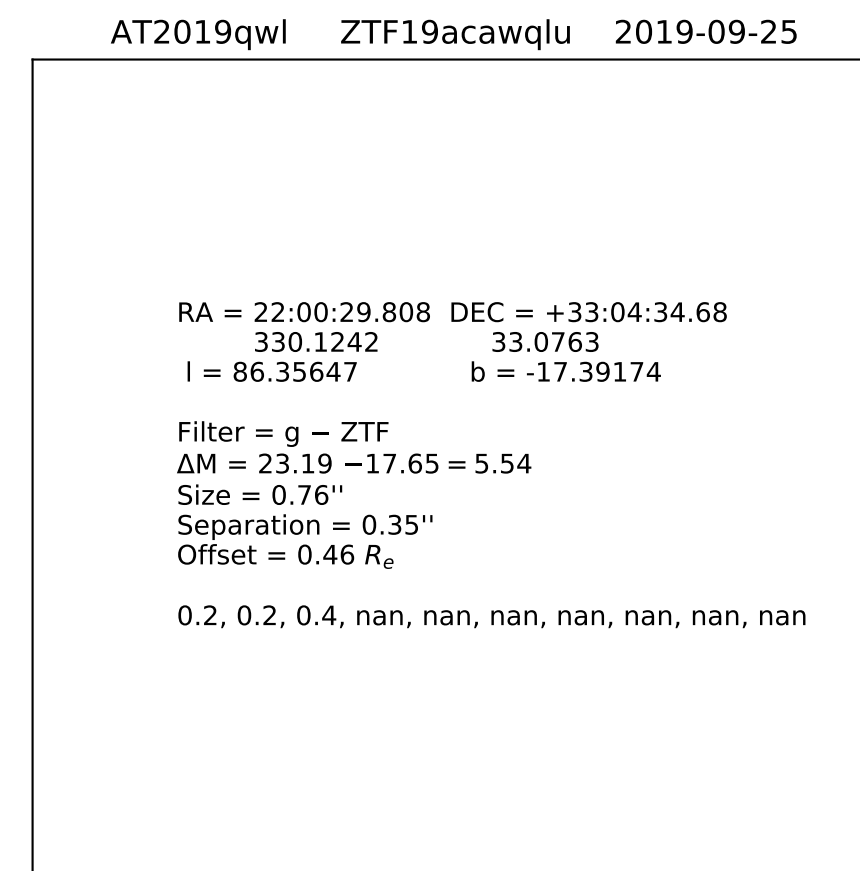 AT2019qwl ZTF19acawqlu 2019-09-25
RA = 22:00:29.808 DEC = +33:04:34.68
330.1242 33.0763
l = 86.35647 b = -17.39174
Filter = g − ZTF
ΔM = 23.19 −17.65 = 5.54
Size = 0.76''
Separation = 0.35''
Offset = 0.46 Rₑ
0.2, 0.2, 0.4, nan, nan, nan, nan, nan, nan, nan